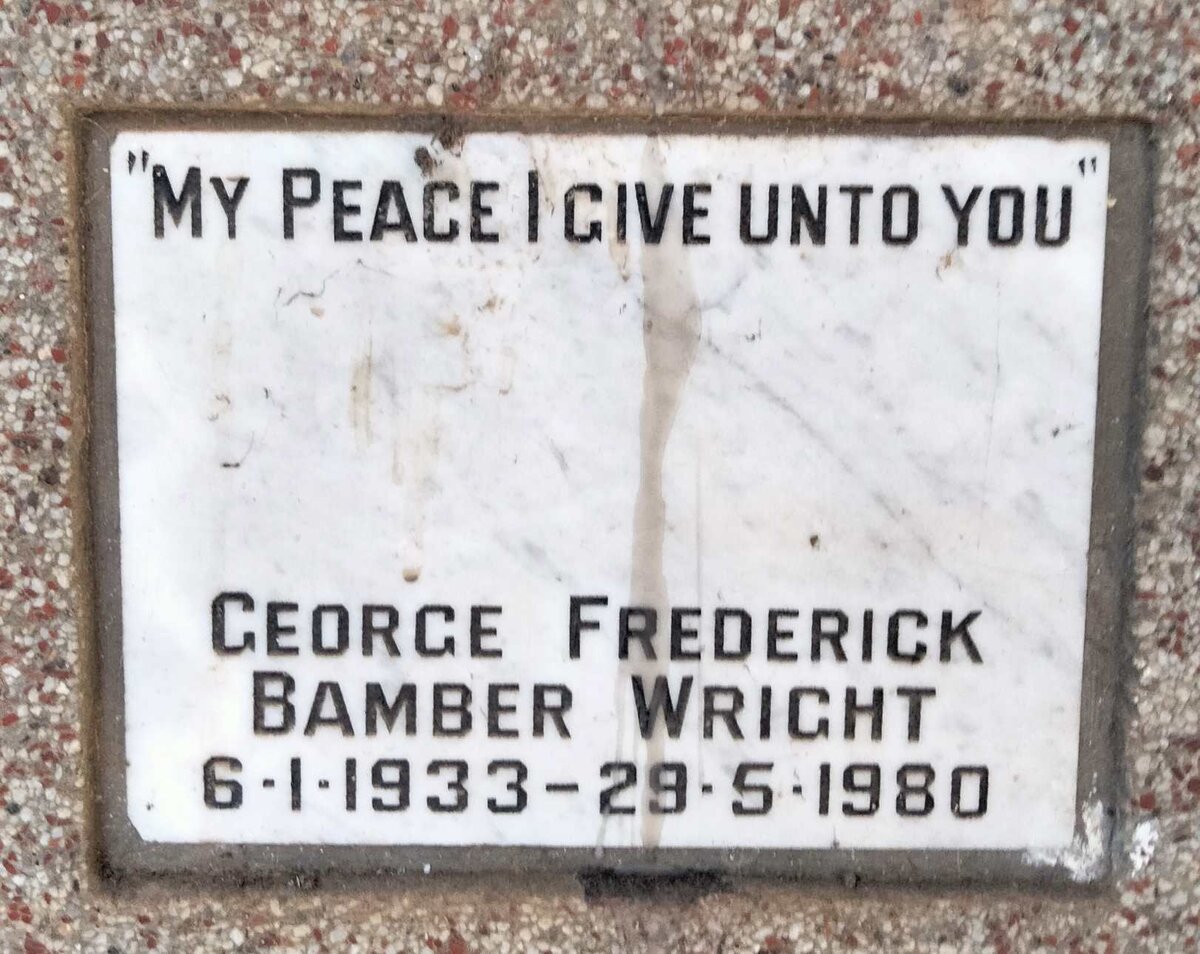 "My Peace I give unto you"
George Frederick
Bamber Wright
6·1·1933–29·5·1980